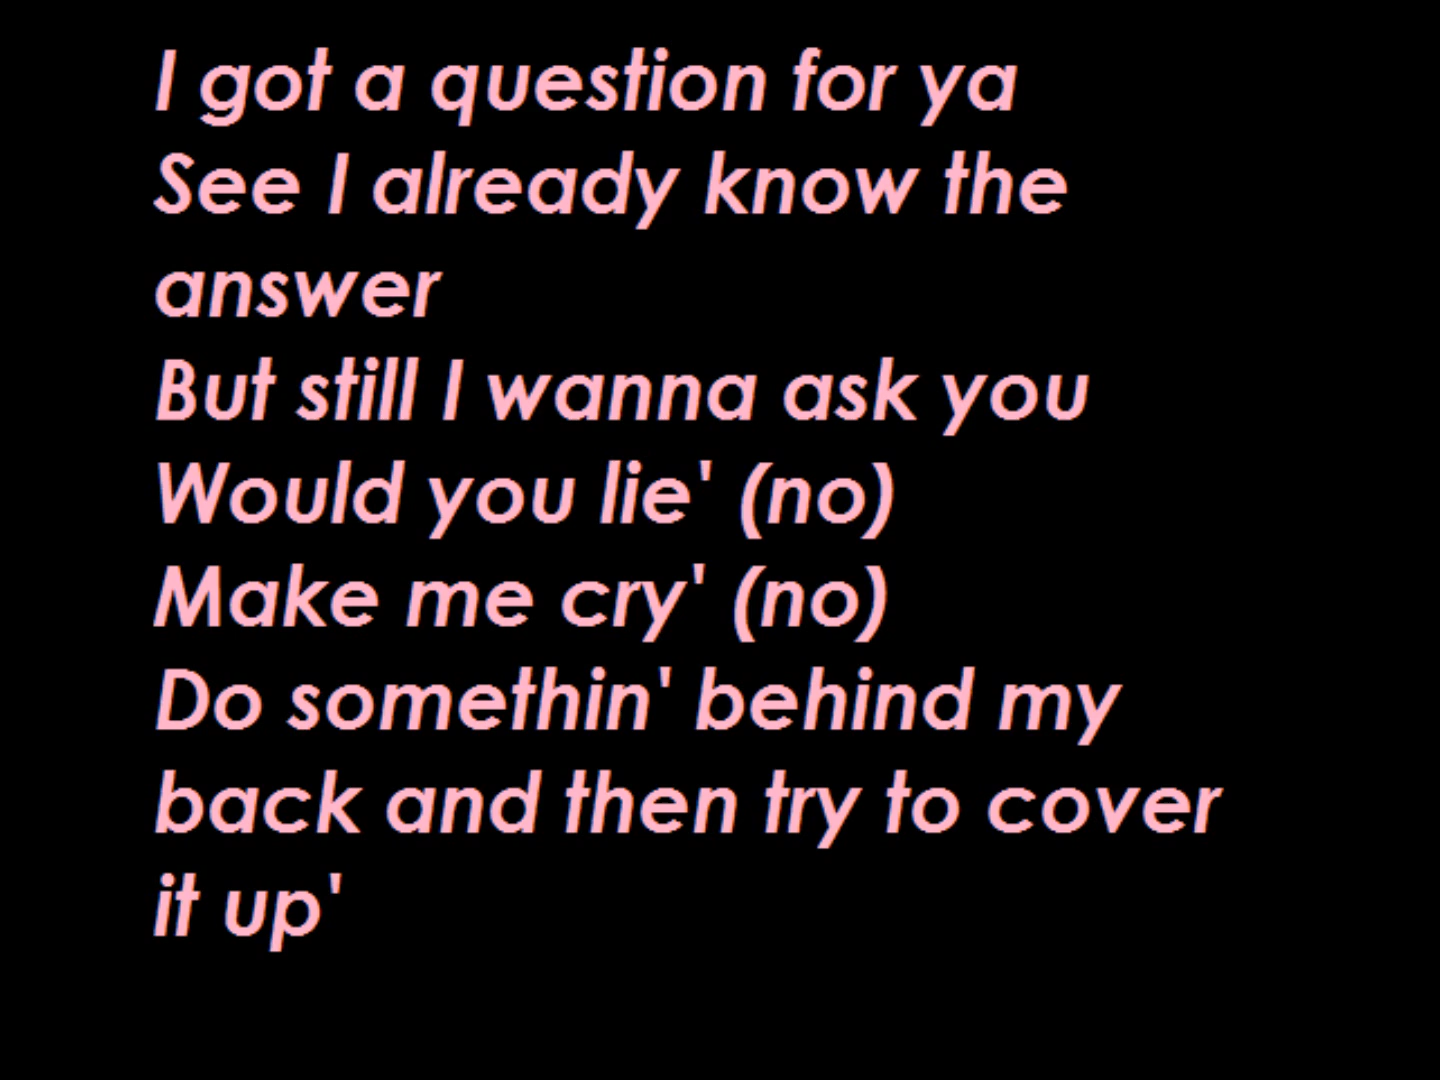 I got a question for ya
See I already know the
answer
But still I wanna ask you
Would you lie' (no)
Make me cry' (no)
Do somethin' behind my
back and then try to cover
it up'